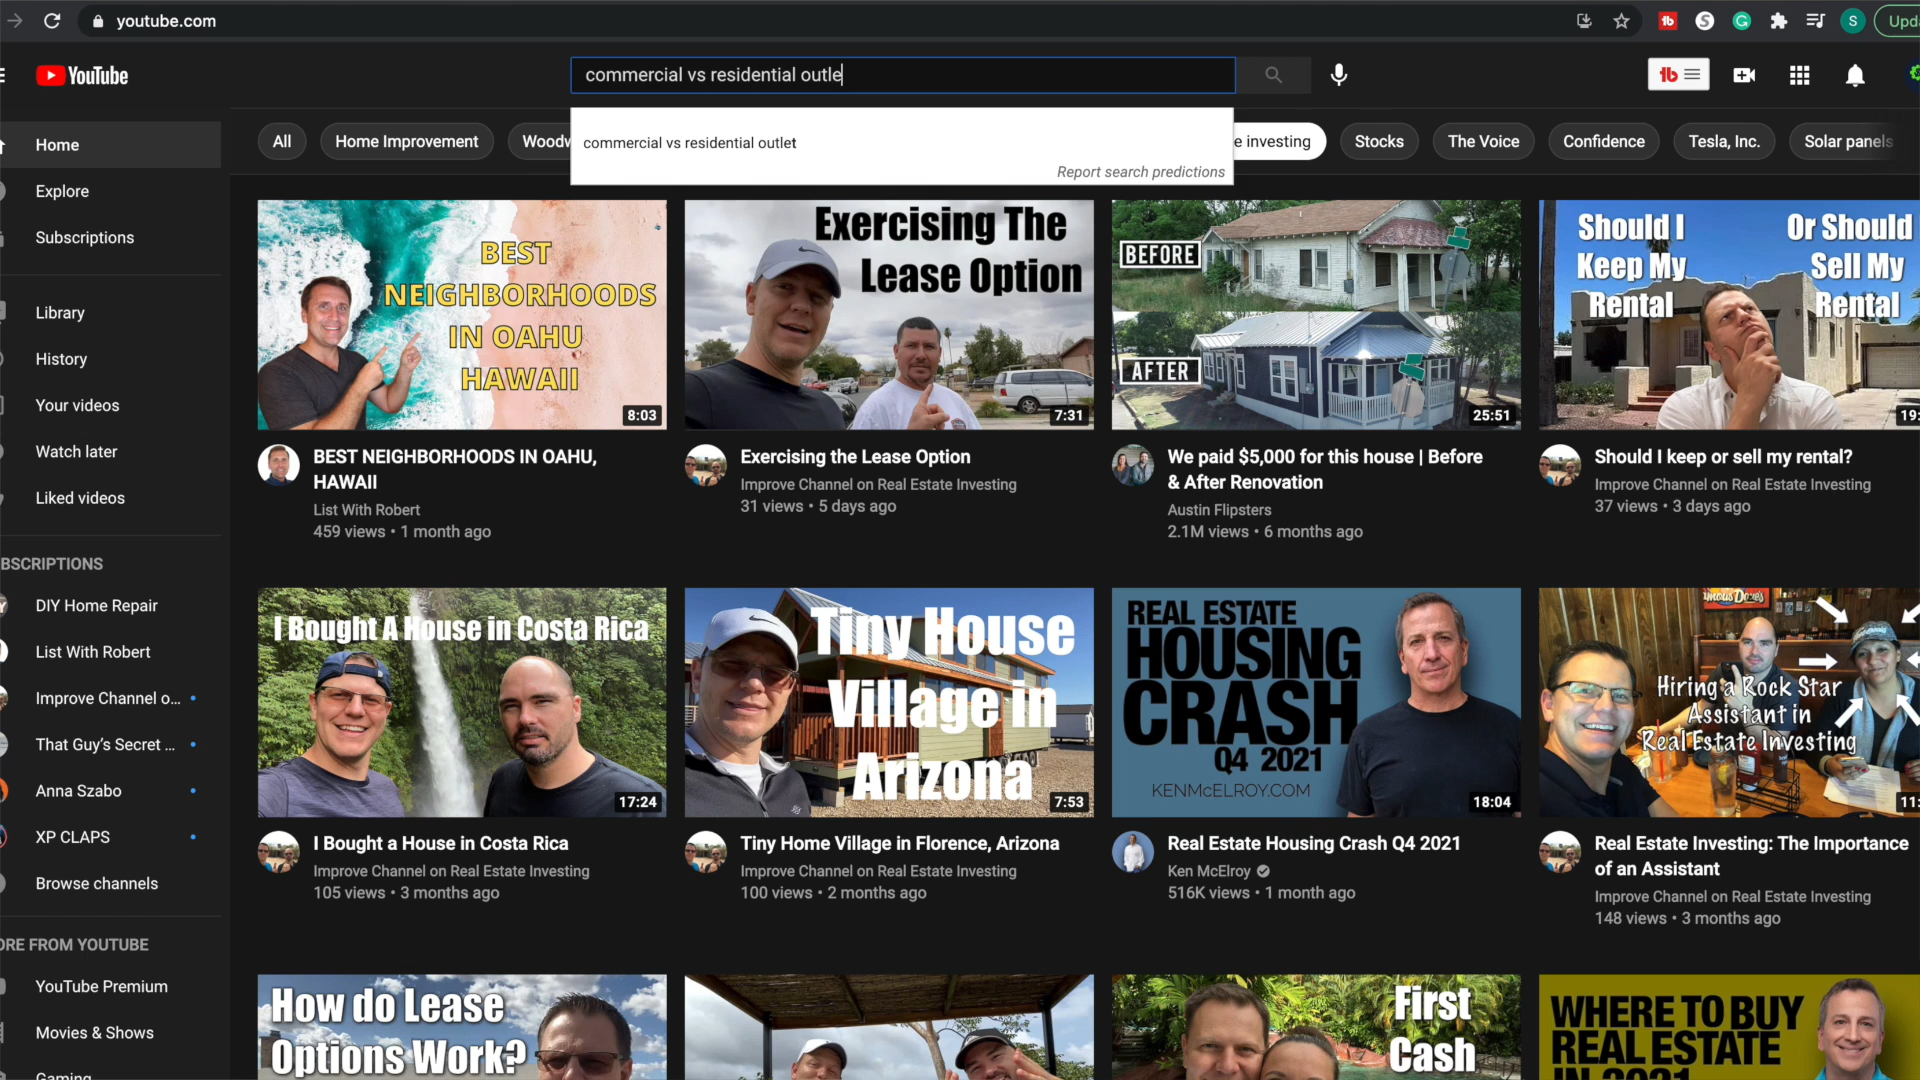 youtube.com
Upda
YouTube
commercial vs residential outle
commercial vs residential outlet
Report search predictions
All
Home Improvement
Woodw
e investing
Stocks
The Voice
Confidence
Tesla, Inc.
Solar panels
Home
Explore
Subscriptions
Library
History
Your videos
Watch later
Liked videos
BSCRIPTIONS
DIY Home Repair
List With Robert
Improve Channel o...
That Guy's Secret ...
Anna Szabo
XP CLAPS
Browse channels
ORE FROM YOUTUBE
YouTube Premium
Movies & Shows
Gaming
BEST
NEIGHBORHOODS
IN OAHU
HAWAII
8:03
BEST NEIGHBORHOODS IN OAHU,
HAWAII
List With Robert
459 views • 1 month ago
Exercising The
Lease Option
7:31
Exercising the Lease Option
Improve Channel on Real Estate Investing
31 views • 5 days ago
BEFORE
AFTER
25:51
We paid $5,000 for this house | Before
& After Renovation
Austin Flipsters
2.1M views • 6 months ago
Should I
Keep My
Rental
Or Should
Sell My
Rental
19:
Should I keep or sell my rental?
Improve Channel on Real Estate Investing
37 views • 3 days ago
I Bought A House in Costa Rica
17:24
I Bought a House in Costa Rica
Improve Channel on Real Estate Investing
105 views • 3 months ago
Tiny House
Village in
Arizona
7:53
Tiny Home Village in Florence, Arizona
Improve Channel on Real Estate Investing
100 views • 2 months ago
REAL ESTATE
HOUSING
CRASH
Q4 2021
KENMcELROY.COM
18:04
Real Estate Housing Crash Q4 2021
Ken McElroy
516K views • 1 month ago
Famous Dave's
Hiring a Rock Star
Assistant in
Real Estate Investing
11:
Real Estate Investing: The Importance
of an Assistant
Improve Channel on Real Estate Investing
148 views • 3 months ago
How do Lease
Options Work?
First
Cash
WHERE TO BUY
REAL ESTATE
IN 2021